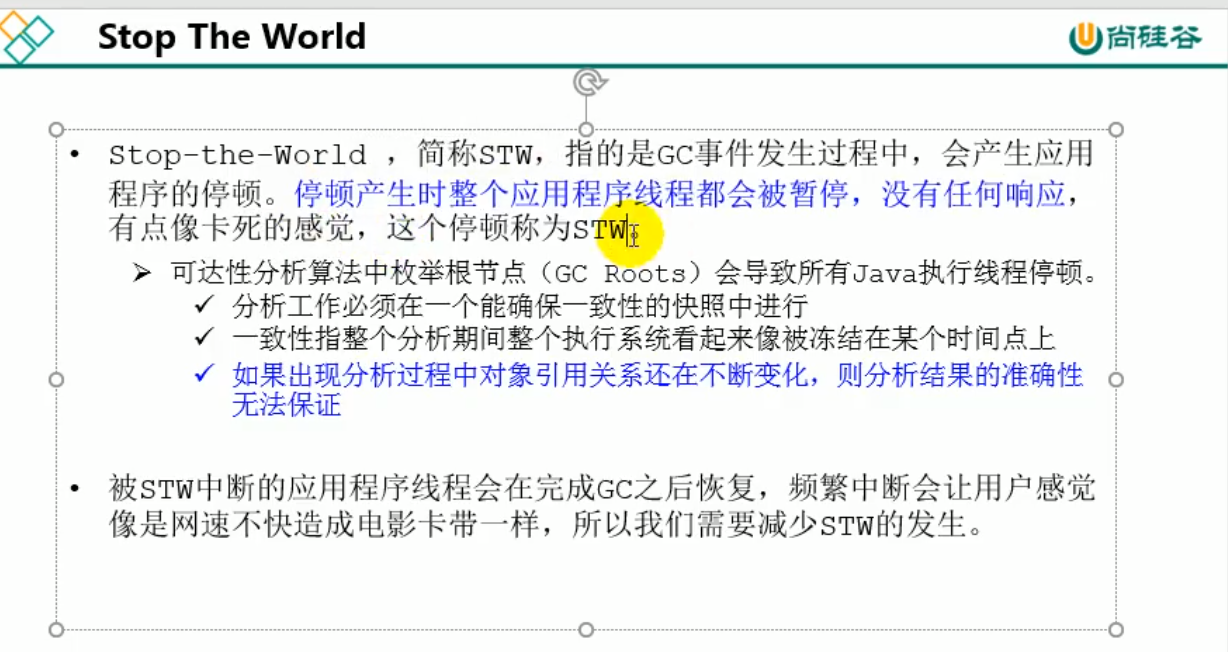 Stop The World
尚硅谷
• Stop-the-World ,简称STW,指的是GC事件发生过程中,会产生应用
程序的停顿。停顿产生时整个应用程序线程都会被暂停,没有任何响应,
有点像卡死的感觉,这个停顿称为STW
➢ 可达性分析算法中枚举根节点(GC Roots)会导致所有Java执行线程停顿。
✓ 分析工作必须在一个能确保一致性的快照中进行
✓ 一致性指整个分析期间整个执行系统看起来像被冻结在某个时间点上
✓ 如果出现分析过程中对象引用关系还在不断变化,则分析结果的准确性
无法保证
• 被STW中断的应用程序线程会在完成GC之后恢复,频繁中断会让用户感觉
像是网速不快造成电影卡带一样,所以我们需要减少STW的发生。